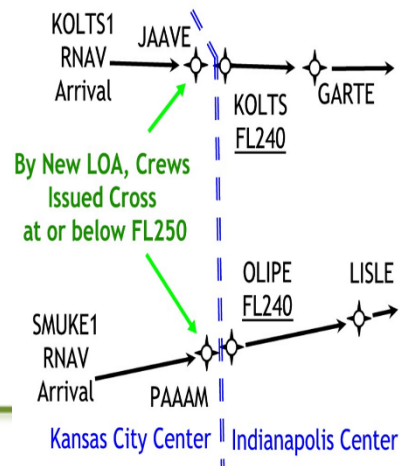 KOLTS1
RNAV
Arrival
JAAVE
KOLTS
FL240
GARTE
By New LOA, Crews
Issued Cross
at or below FL250
OLIPE
FL240
LISLE
SMUKE1
RNAV
Arrival
PAAAM
Kansas City Center
Indianapolis Center